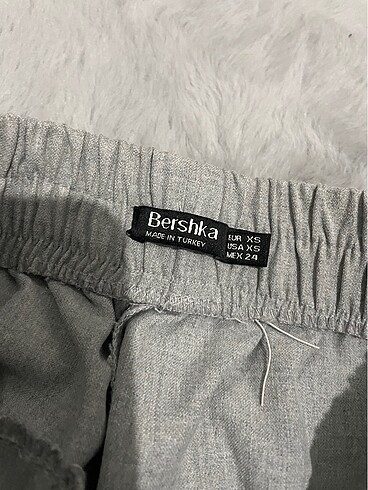 Bershka
MADE IN TURKEY
EUR XS
USA XS
MEX 24